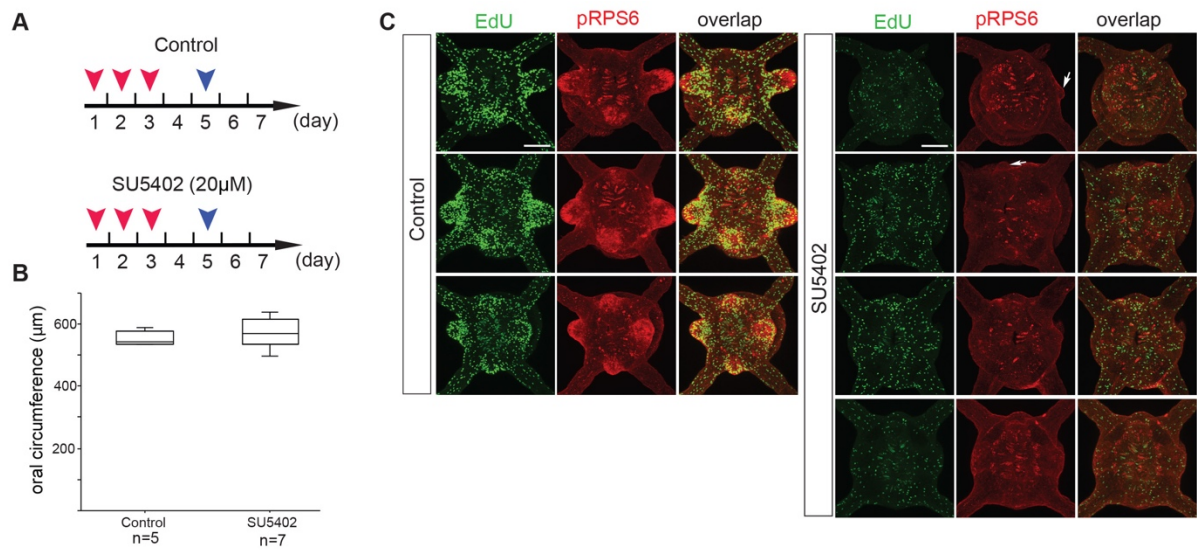 A
Control
1 2 3 4 5 6 7 (day)
SU5402 (20µM)
1 2 3 4 5 6 7 (day)
B
oral circumference (µm)
600
400
200
Control
n=5
SU5402
n=7
C
EdU pRPS6 overlap
Control
EdU pRPS6 overlap
SU5402